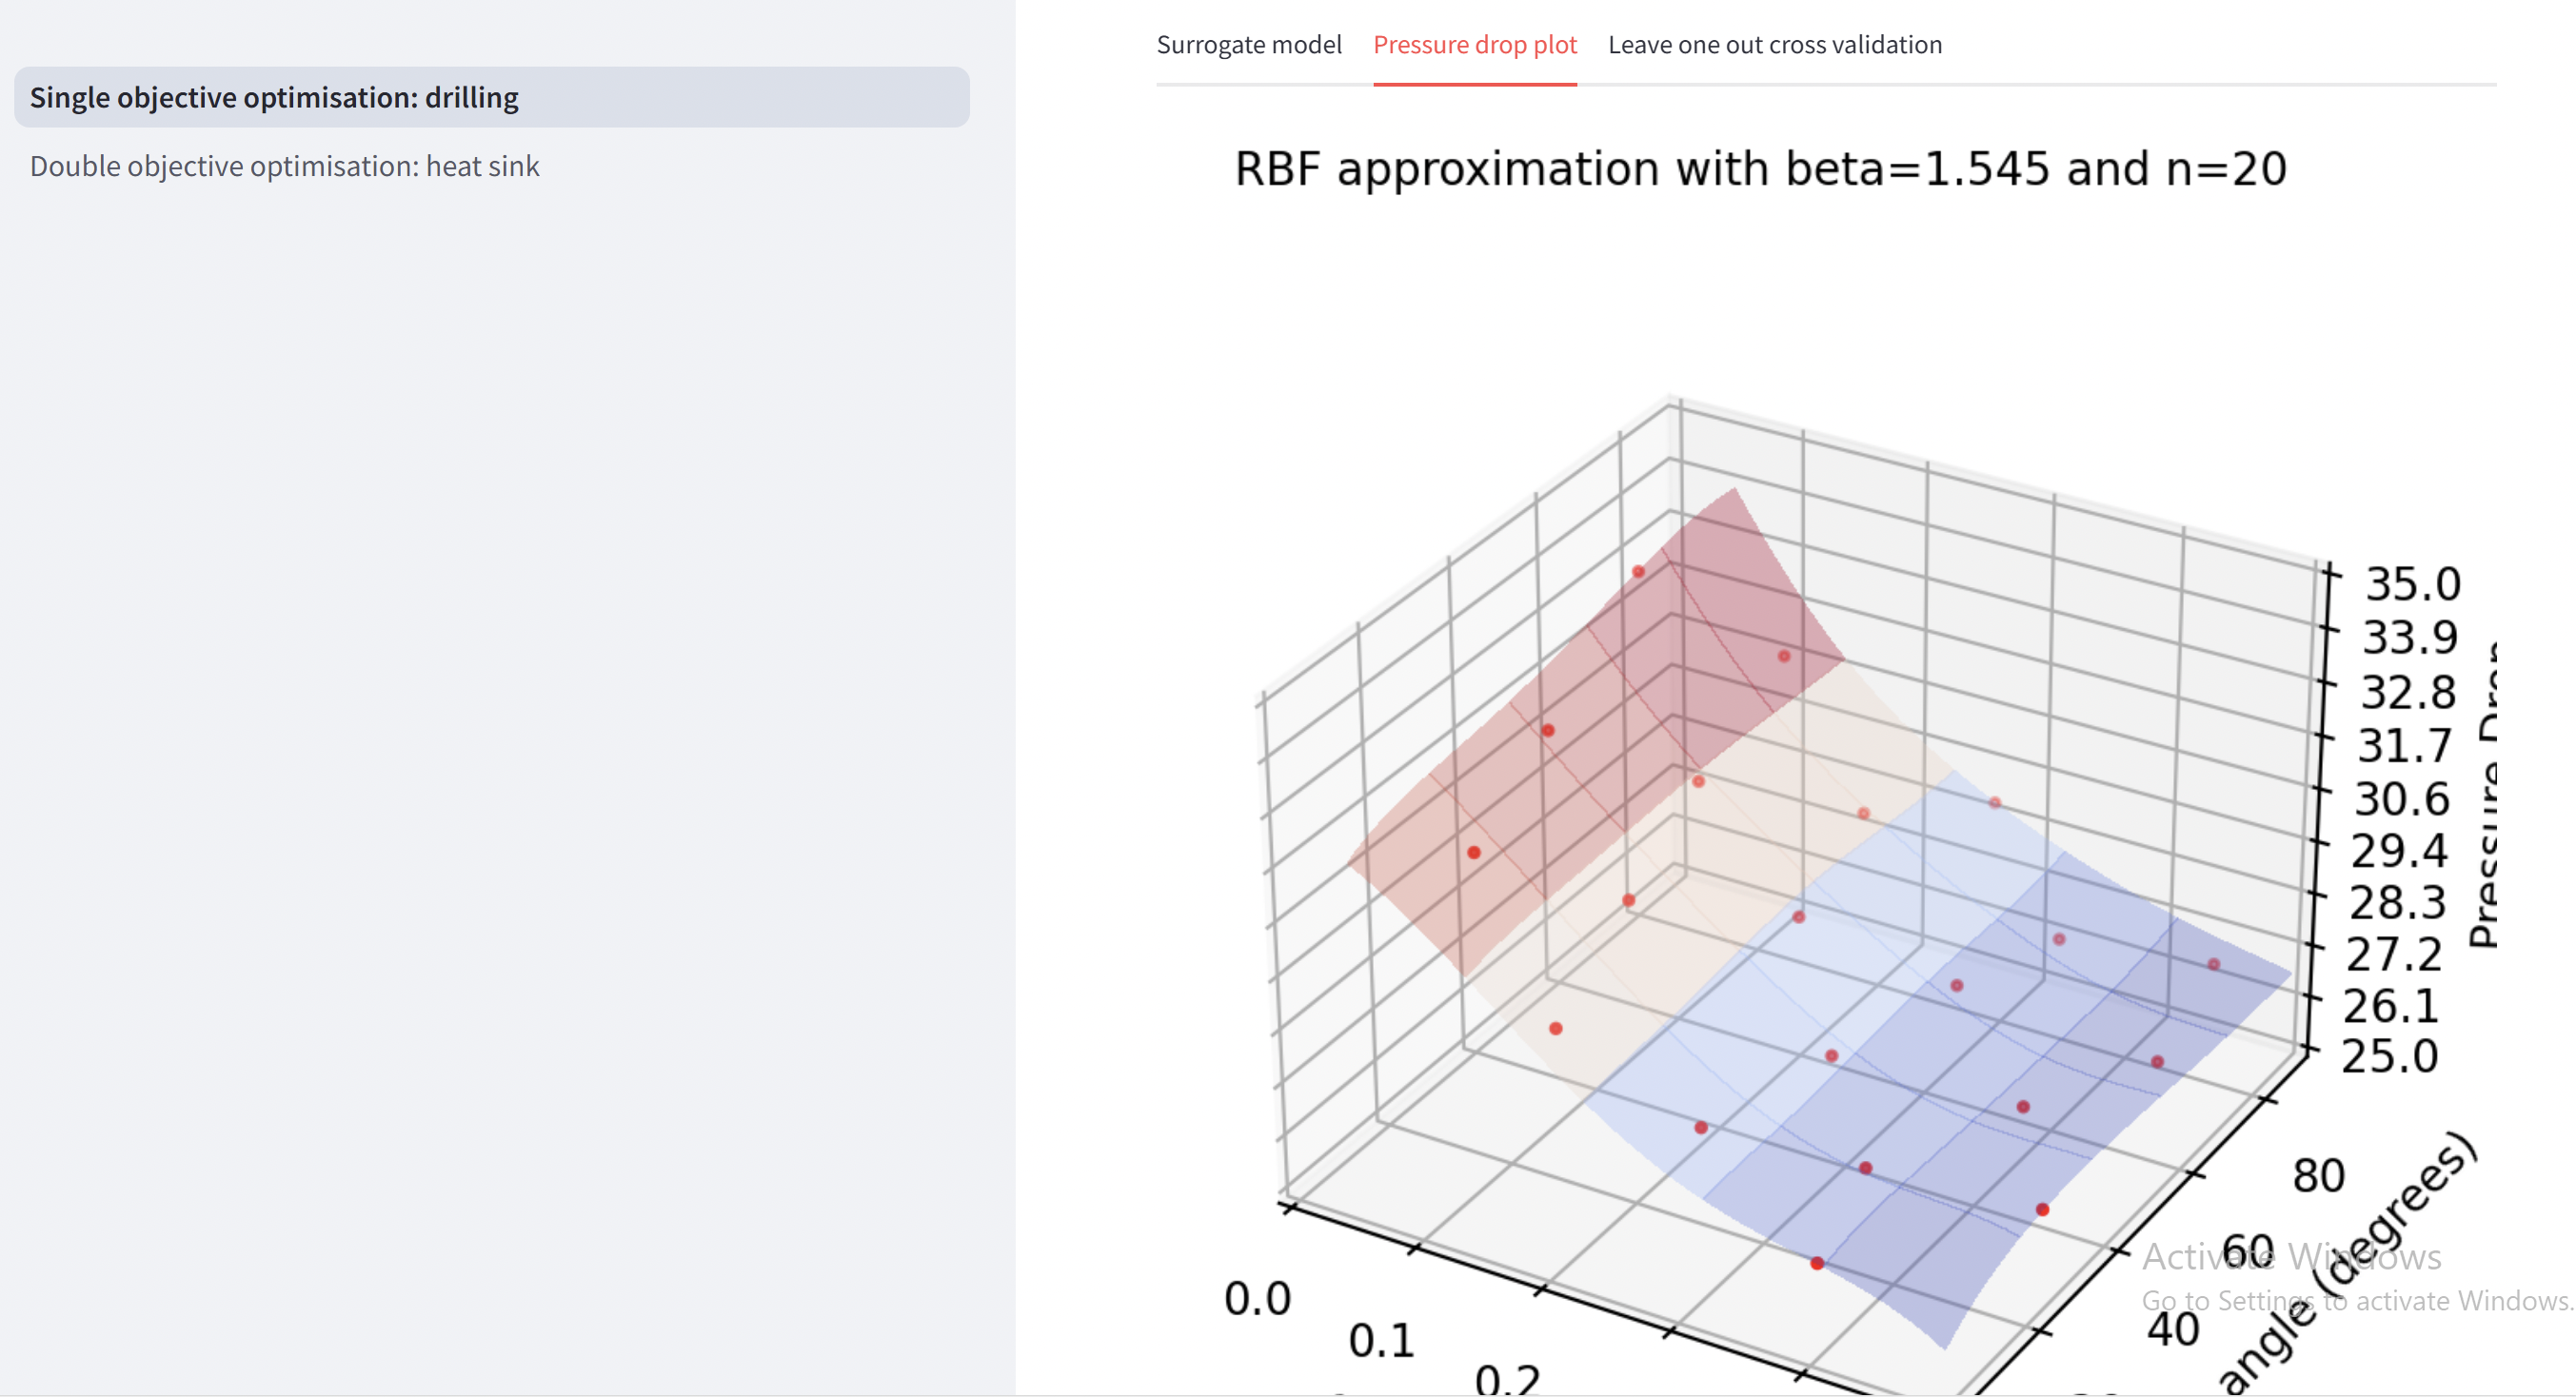 Surrogate model
Pressure drop plot
Leave one out cross validation
Single objective optimisation: drilling
Double objective optimisation: heat sink
RBF approximation with beta=1.545 and n=20
35.0
33.9
32.8
31.7
30.6
29.4
28.3
27.2
26.1
25.0
Pressure Drop
80
60
40
angle (degrees)
0.0
0.1
0.2
Activate Windows
Go to Settings to activate Windows.